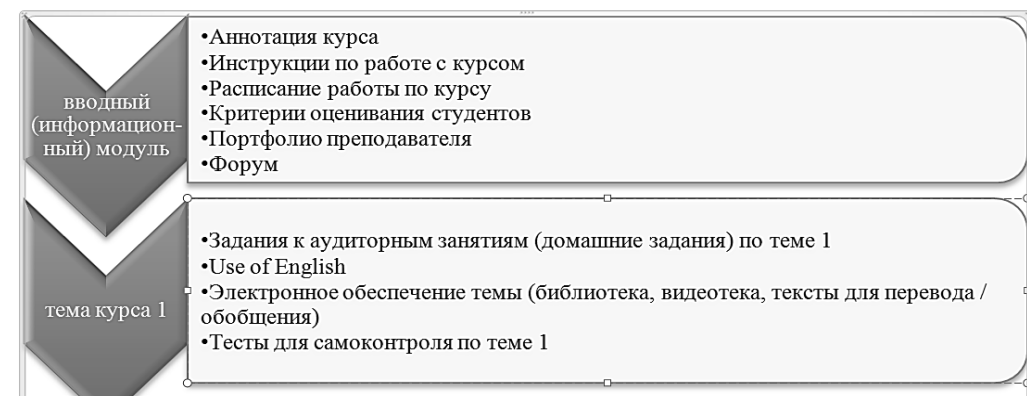 вводный
(информацион-
ный) модуль
•Аннотация курса
•Инструкции по работе с курсом
•Расписание работы по курсу
•Критерии оценивания студентов
•Портфолио преподавателя
•Форум
тема курса 1
•Задания к аудиторным занятиям (домашние задания) по теме 1
•Use of English
•Электронное обеспечение темы (библиотека, видеотека, тексты для перевода /
обобщения)
•Тесты для самоконтроля по теме 1